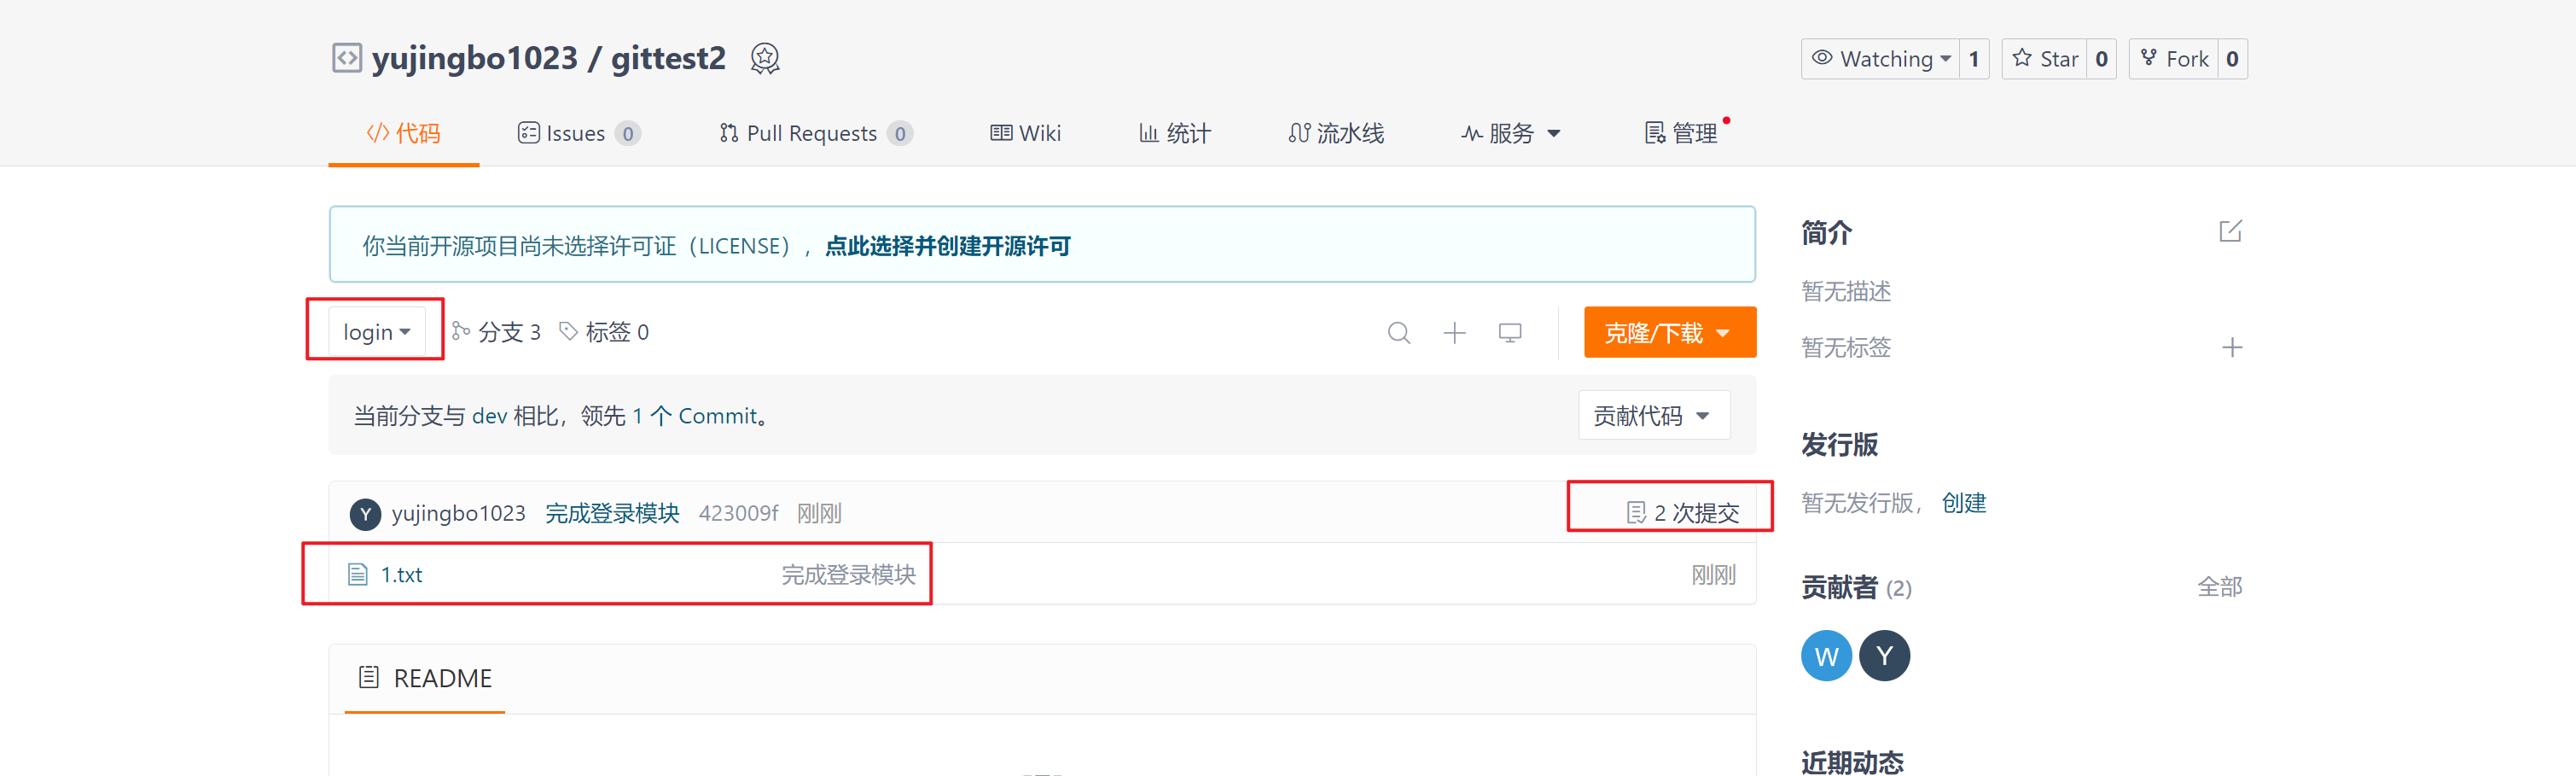 yujingbo1023 / gittest2
Watching 1 Star 0 Fork 0
代码 Issues 0 Pull Requests 0 Wiki 统计 流水线 服务 管理
你当前开源项目尚未选择许可证（LICENSE），点此选择并创建开源许可
简介
暂无描述
login 分支 3 标签 0 克隆/下载
暂无标签
当前分支与 dev 相比，领先 1 个 Commit。 贡献代码
发行版
暂无发行版，创建
Y yujingbo1023 完成登录模块 423009f 刚刚 2 次提交
1.txt 完成登录模块 刚刚
贡献者 (2) 全部
W Y
README
近期动态